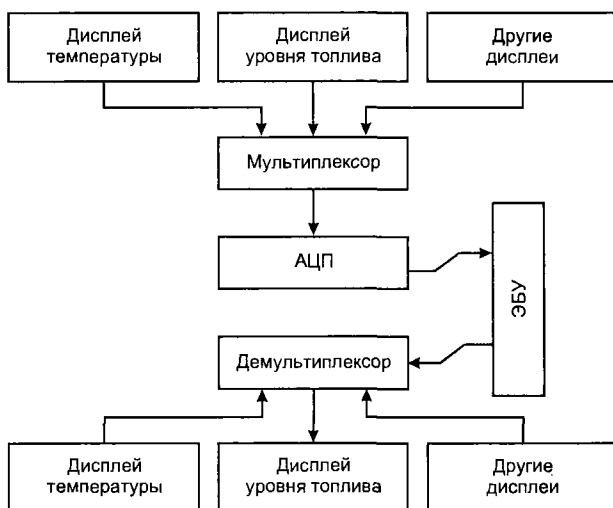 Дисплей
температуры
Дисплей
уровня топлива
Другие
дисплеи
Мультиплексор
АЦП
ЭБУ
Демультиплексор
Дисплей
температуры
Дисплей
уровня топлива
Другие
дисплеи